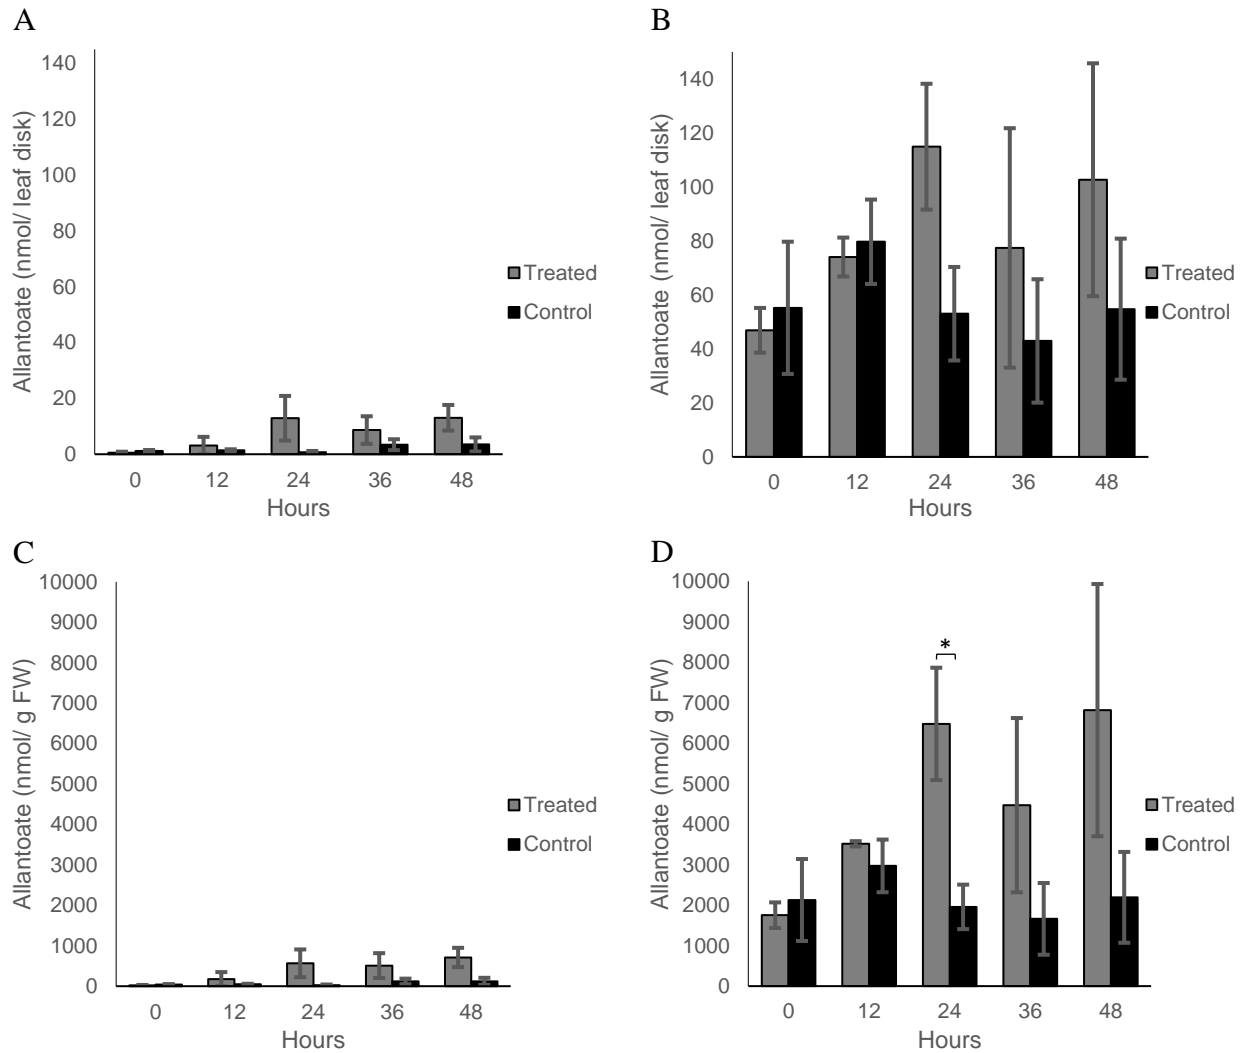 A
140
120
100
80
60
40
20
0
Allantoate (nmol/ leaf disk)
0 12 24 36 48
Hours
Treated
Control
B
140
120
100
80
60
40
20
0
Allantoate (nmol/ leaf disk)
0 12 24 36 48
Hours
Treated
Control
C
10000
9000
8000
7000
6000
5000
4000
3000
2000
1000
0
Allantoate (nmol/ g FW)
0 12 24 36 48
Hours
Treated
Control
D
10000
9000
8000
7000
6000
5000
4000
3000
2000
1000
0
Allantoate (nmol/ g FW)
*
0 12 24 36 48
Hours
Treated
Control